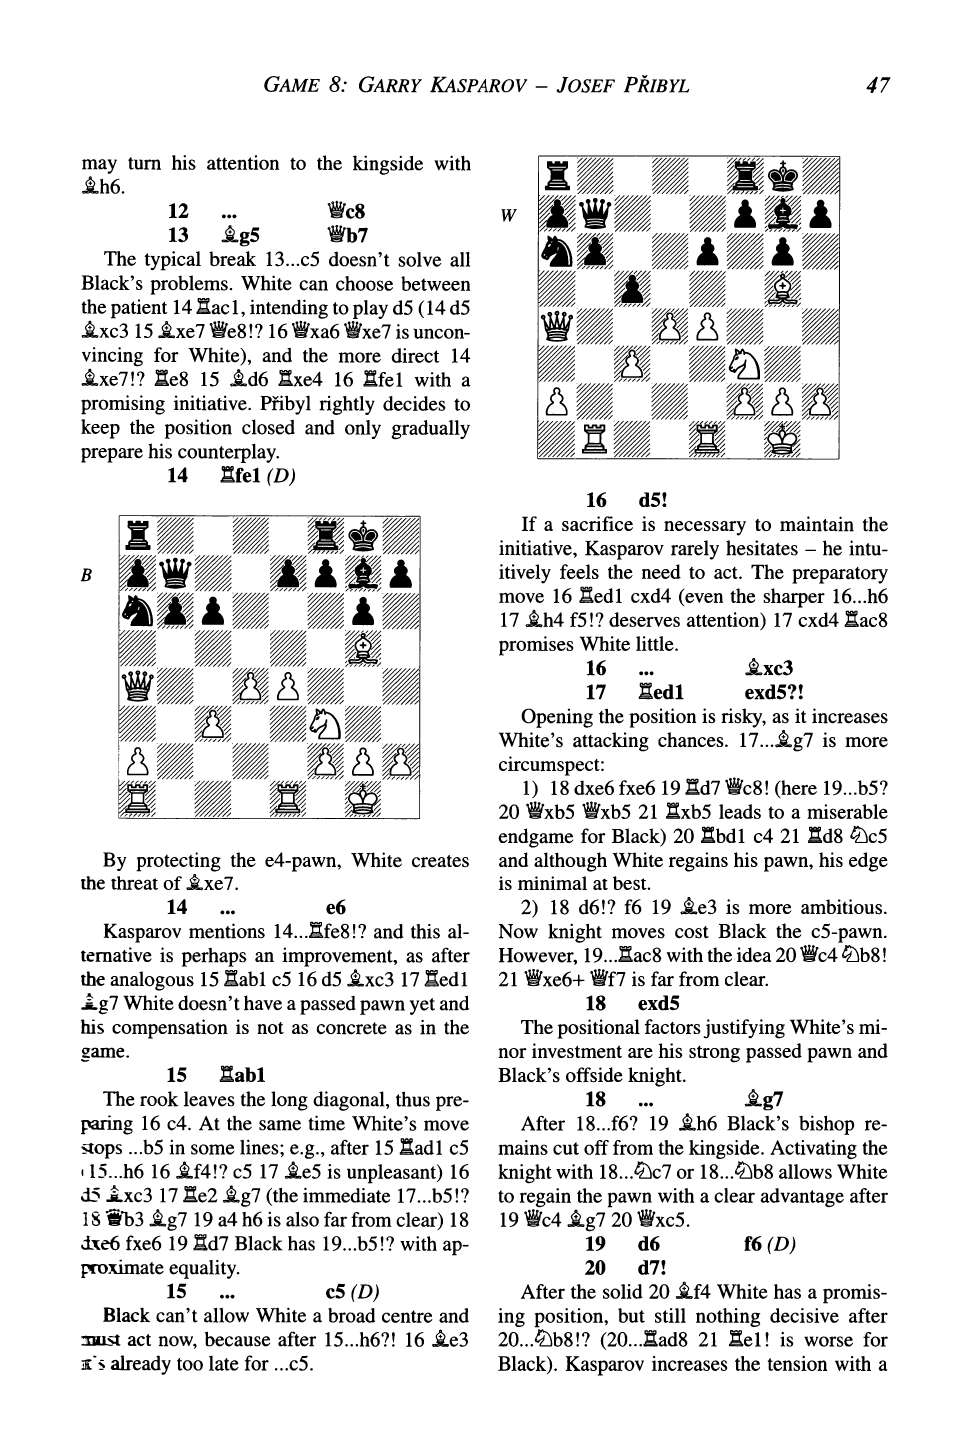 GAME 8: GARRY KASPAROV – JOSEF PŘIBYL 47
may turn his attention to the kingside with
♗h6.
12 ... ♕c8
13 ♗g5 ♕b7
The typical break 13...c5 doesn't solve all
Black's problems. White can choose between
the patient 14 ♖ac1, intending to play d5 (14 d5
♗xc3 15 ♗xe7 ♕e8!? 16 ♕xa6 ♕xe7 is uncon-
vincing for White), and the more direct 14
♗xe7!? ♖e8 15 ♗d6 ♖xe4 16 ♖fe1 with a
promising initiative. Přibyl rightly decides to
keep the position closed and only gradually
prepare his counterplay.
14 ♖fe1 (D)
B
By protecting the e4-pawn, White creates
the threat of ♗xe7.
14 ... e6
Kasparov mentions 14...♖fe8!? and this al-
ternative is perhaps an improvement, as after
the analogous 15 ♖ab1 c5 16 d5 ♗xc3 17 ♖ed1
♗g7 White doesn't have a passed pawn yet and
his compensation is not as concrete as in the
game.
15 ♖ab1
The rook leaves the long diagonal, thus pre-
paring 16 c4. At the same time White's move
stops ...b5 in some lines; e.g., after 15 ♖ad1 c5
(15...h6 16 ♗f4!? c5 17 ♗e5 is unpleasant) 16
d5 ♗xc3 17 ♖e2 ♗g7 (the immediate 17...b5!?
18 ♕b3 ♗g7 19 a4 h6 is also far from clear) 18
dxe6 fxe6 19 ♖d7 Black has 19...b5!? with ap-
proximate equality.
15 ... c5 (D)
Black can't allow White a broad centre and
must act now, because after 15...h6?! 16 ♗e3
it's already too late for ...c5.
W
16 d5!
If a sacrifice is necessary to maintain the
initiative, Kasparov rarely hesitates – he intu-
itively feels the need to act. The preparatory
move 16 ♖ed1 cxd4 (even the sharper 16...h6
17 ♗h4 f5!? deserves attention) 17 cxd4 ♖ac8
promises White little.
16 ... ♗xc3
17 ♖ed1 exd5?!
Opening the position is risky, as it increases
White's attacking chances. 17...♗g7 is more
circumspect:
1) 18 dxe6 fxe6 19 ♖d7 ♕c8! (here 19...b5?
20 ♕xb5 ♕xb5 21 ♖xb5 leads to a miserable
endgame for Black) 20 ♖bd1 c4 21 ♖d8 ♘c5
and although White regains his pawn, his edge
is minimal at best.
2) 18 d6!? f6 19 ♗e3 is more ambitious.
Now knight moves cost Black the c5-pawn.
However, 19...♖ac8 with the idea 20 ♕c4 ♘b8!
21 ♕xe6+ ♕f7 is far from clear.
18 exd5
The positional factors justifying White's mi-
nor investment are his strong passed pawn and
Black's offside knight.
18 ... ♗g7
After 18...f6? 19 ♗h6 Black's bishop re-
mains cut off from the kingside. Activating the
knight with 18...♘c7 or 18...♘b8 allows White
to regain the pawn with a clear advantage after
19 ♕c4 ♗g7 20 ♕xc5.
19 d6 f6 (D)
20 d7!
After the solid 20 ♗f4 White has a promis-
ing position, but still nothing decisive after
20...♘b8!? (20...♖ad8 21 ♖e1! is worse for
Black). Kasparov increases the tension with a